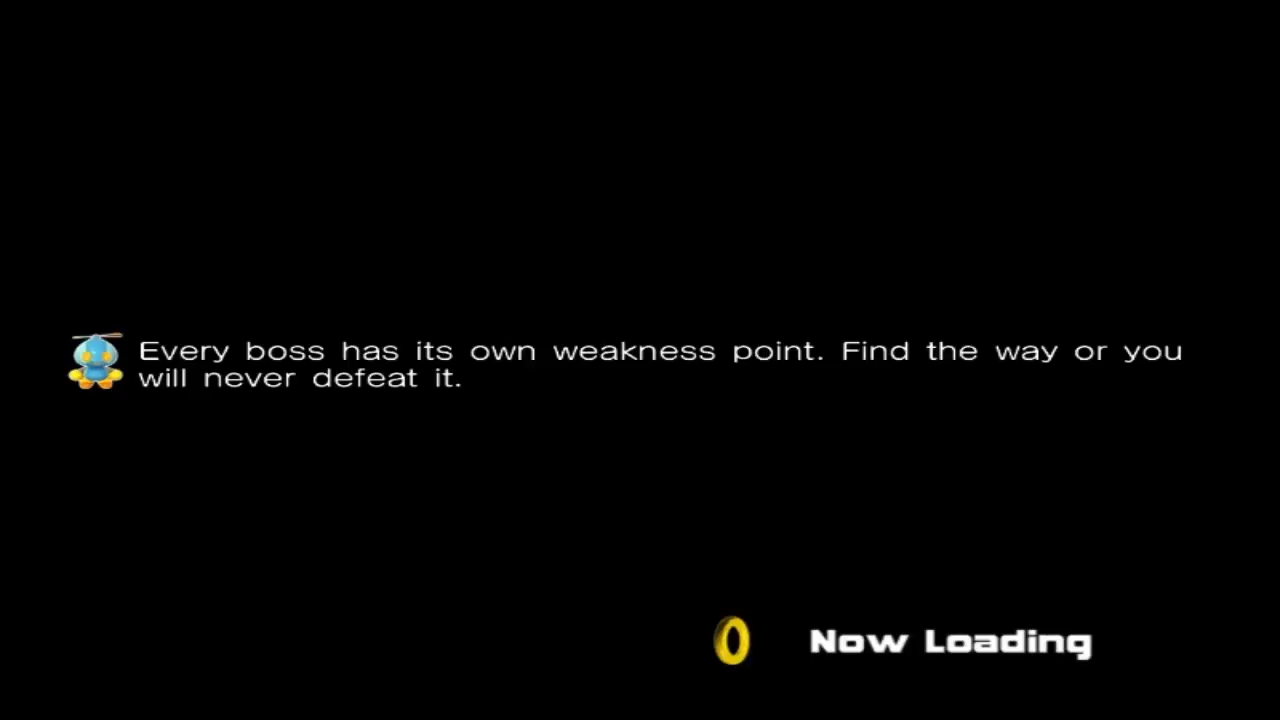 Every boss has its own weakness point. Find the way or you
will never defeat it.
Now Loading